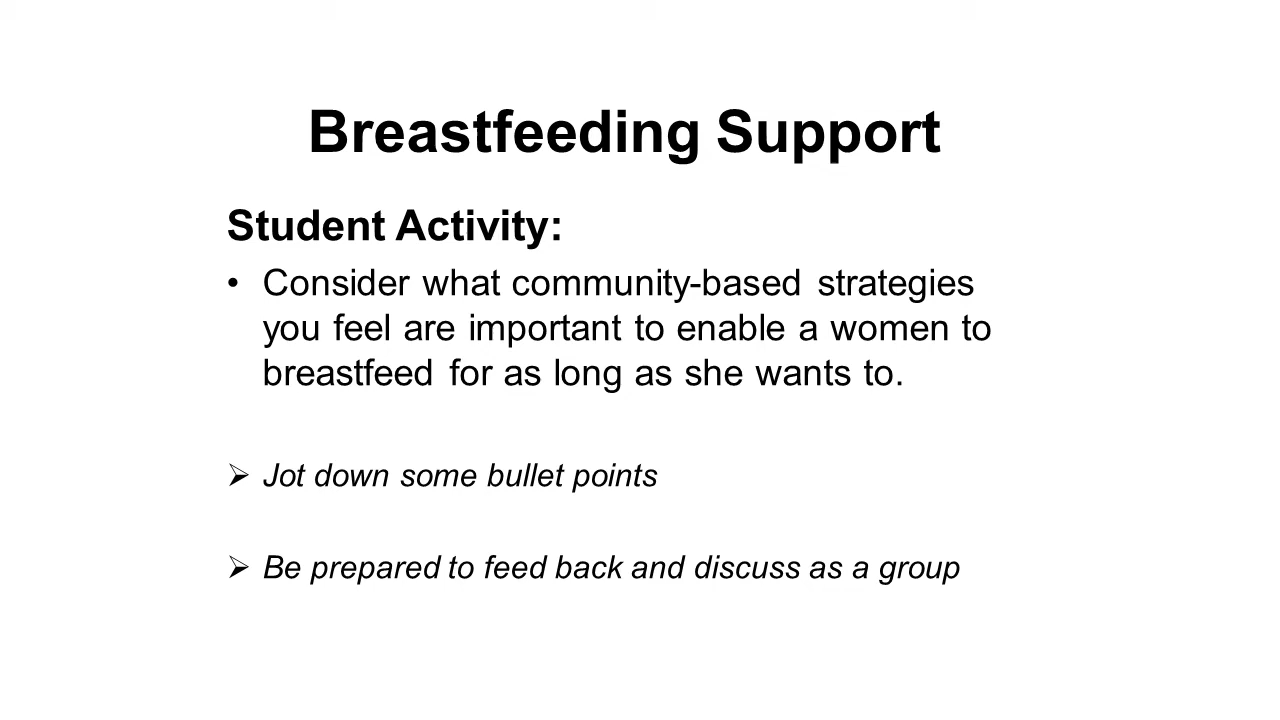 Breastfeeding Support
Student Activity:
• Consider what community-based strategies
you feel are important to enable a women to
breastfeed for as long as she wants to.
➢ Jot down some bullet points
➢ Be prepared to feed back and discuss as a group